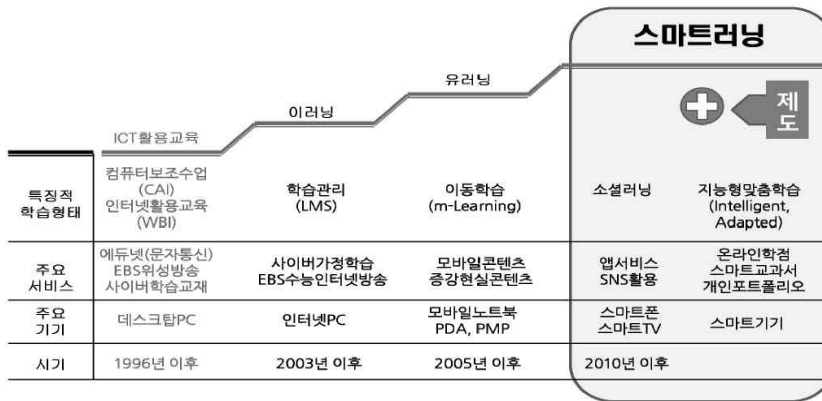 스마트러닝
유러닝
이러닝
ICT활용교육
제
도
특징적
학습형태
컴퓨터보조수업
(CAI)
인터넷활용교육
(WBI)
학습관리
(LMS)
이동학습
(m-Learning)
소셜러닝
지능형맞춤학습
(Intelligent,
Adapted)
주요
서비스
에듀넷(문자통신)
EBS위성방송
사이버학습교재
사이버가정학습
EBS수능인터넷방송
모바일콘텐츠
증강현실콘텐츠
앱서비스
SNS활용
온라인학점
스마트교과서
개인포트폴리오
주요
기기
데스크탑PC
인터넷PC
모바일노트북
PDA, PMP
스마트폰
스마트TV
스마트기기
시기
1996년 이후
2003년 이후
2005년 이후
2010년 이후